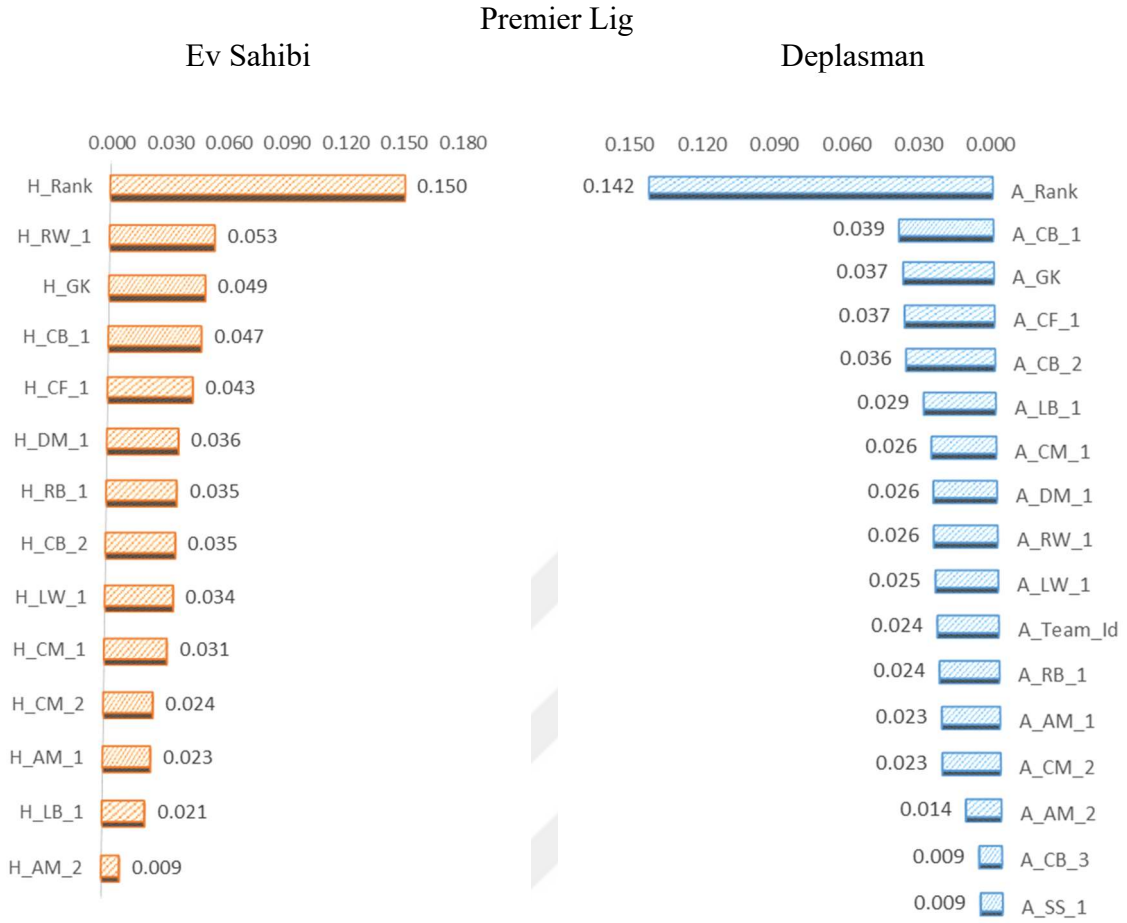 Premier Lig
Ev Sahibi
Deplasman
0.000 0.030 0.060 0.090 0.120 0.150 0.180
H_Rank 0.150
H_RW_1 0.053
H_GK 0.049
H_CB_1 0.047
H_CF_1 0.043
H_DM_1 0.036
H_RB_1 0.035
H_CB_2 0.035
H_LW_1 0.034
H_CM_1 0.031
H_CM_2 0.024
H_AM_1 0.023
H_LB_1 0.021
H_AM_2 0.009
0.150 0.120 0.090 0.060 0.030 0.000
0.142 A_Rank
0.039 A_CB_1
0.037 A_GK
0.037 A_CF_1
0.036 A_CB_2
0.029 A_LB_1
0.026 A_CM_1
0.026 A_DM_1
0.026 A_RW_1
0.025 A_LW_1
0.024 A_Team_Id
0.024 A_RB_1
0.023 A_AM_1
0.023 A_CM_2
0.014 A_AM_2
0.009 A_CB_3
0.009 A_SS_1